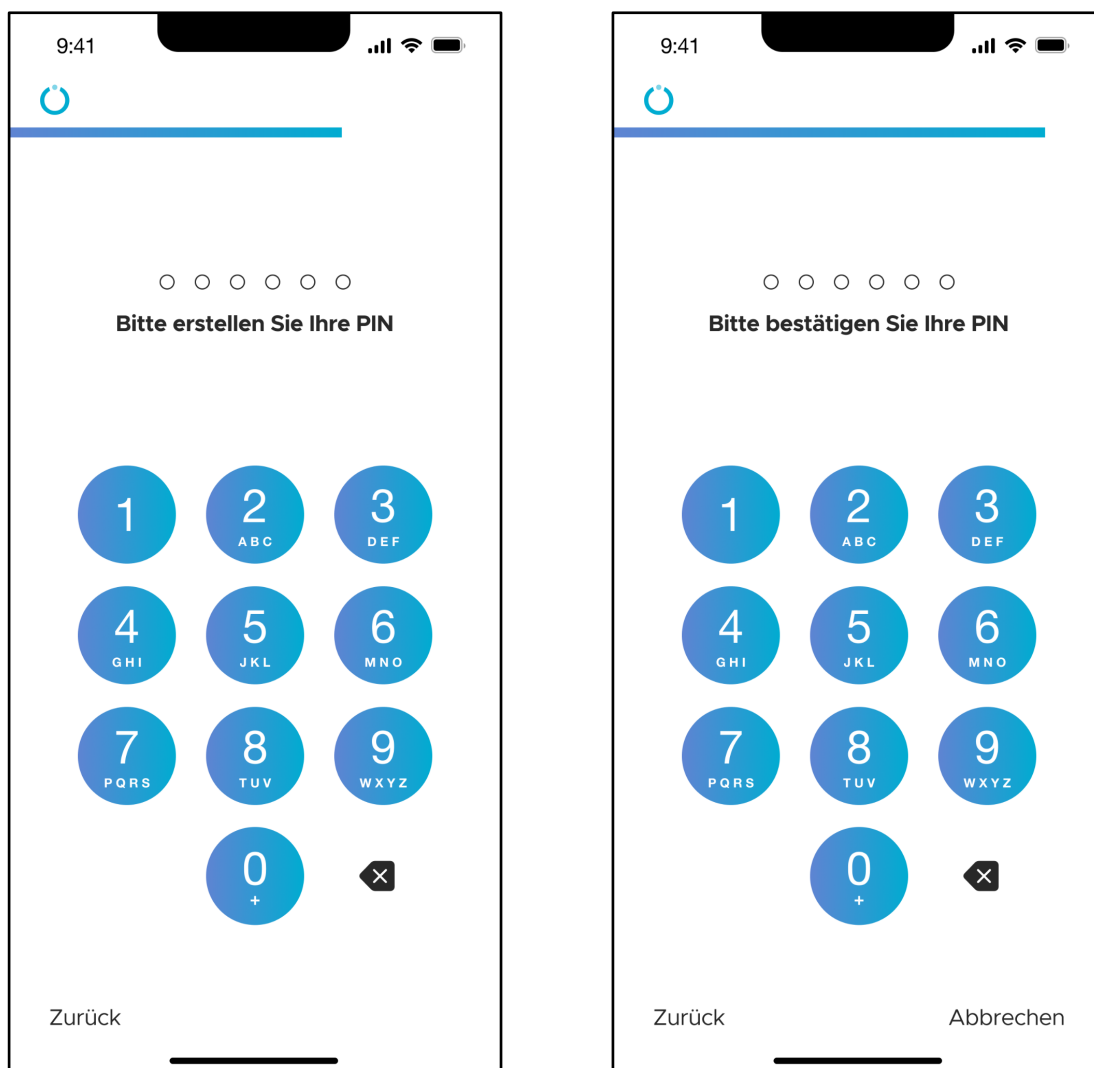 9:41
Bitte erstellen Sie Ihre PIN
1
2
ABC
3
DEF
4
GHI
5
JKL
6
MNO
7
PQRS
8
TUV
9
WXYZ
0
+
Zurück
9:41
Bitte bestätigen Sie Ihre PIN
1
2
ABC
3
DEF
4
GHI
5
JKL
6
MNO
7
PQRS
8
TUV
9
WXYZ
0
+
Zurück
Abbrechen